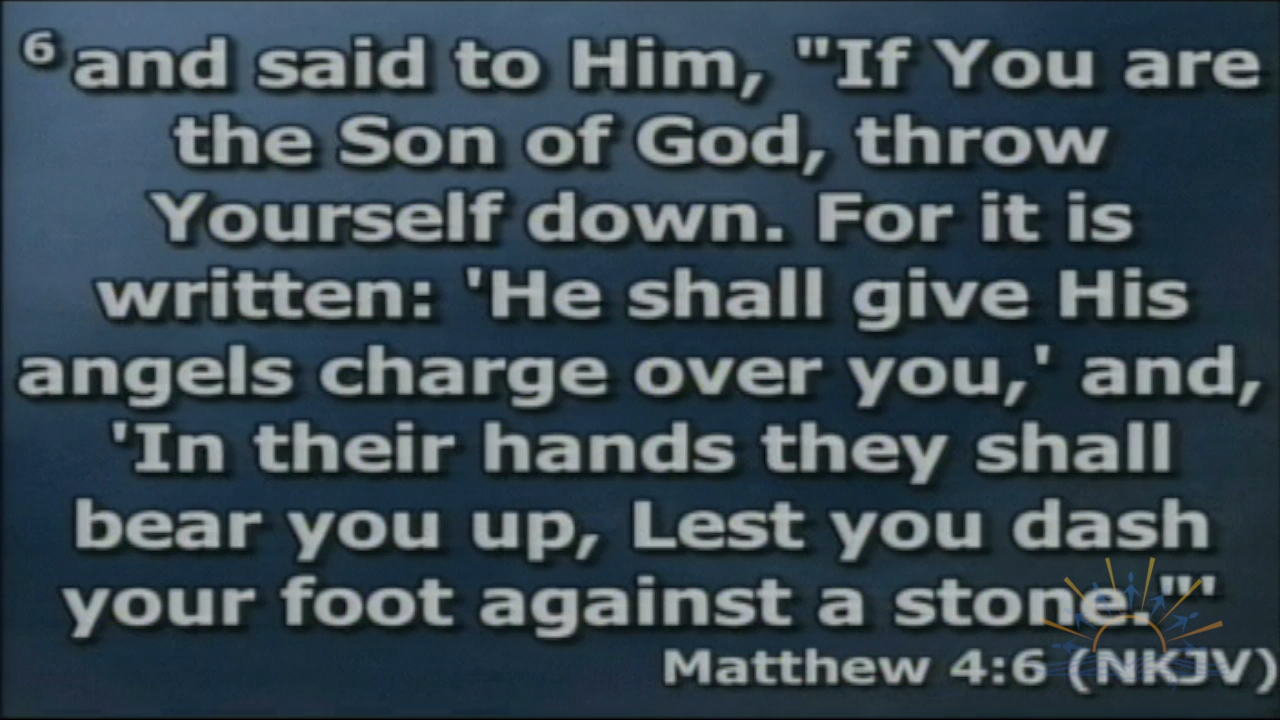 6 and said to Him, "If You are
the Son of God, throw
Yourself down. For it is
written: 'He shall give His
angels charge over you,' and,
'In their hands they shall
bear you up, Lest you dash
your foot against a stone."'
Matthew 4:6 (NKJV)